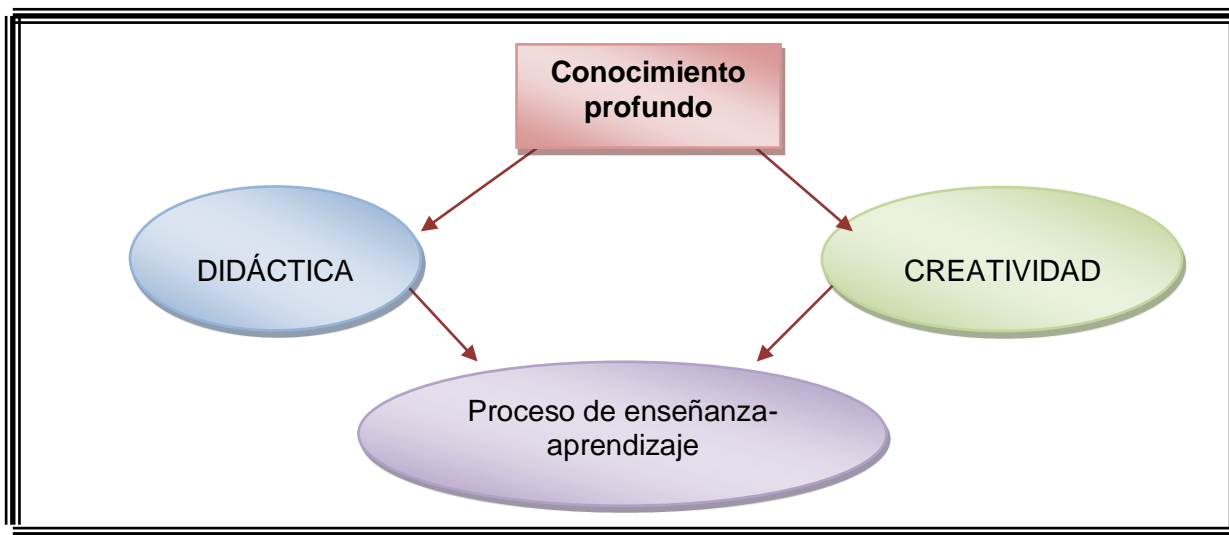 Conocimiento
profundo
DIDÁCTICA
CREATIVIDAD
Proceso de enseñanza-
aprendizaje